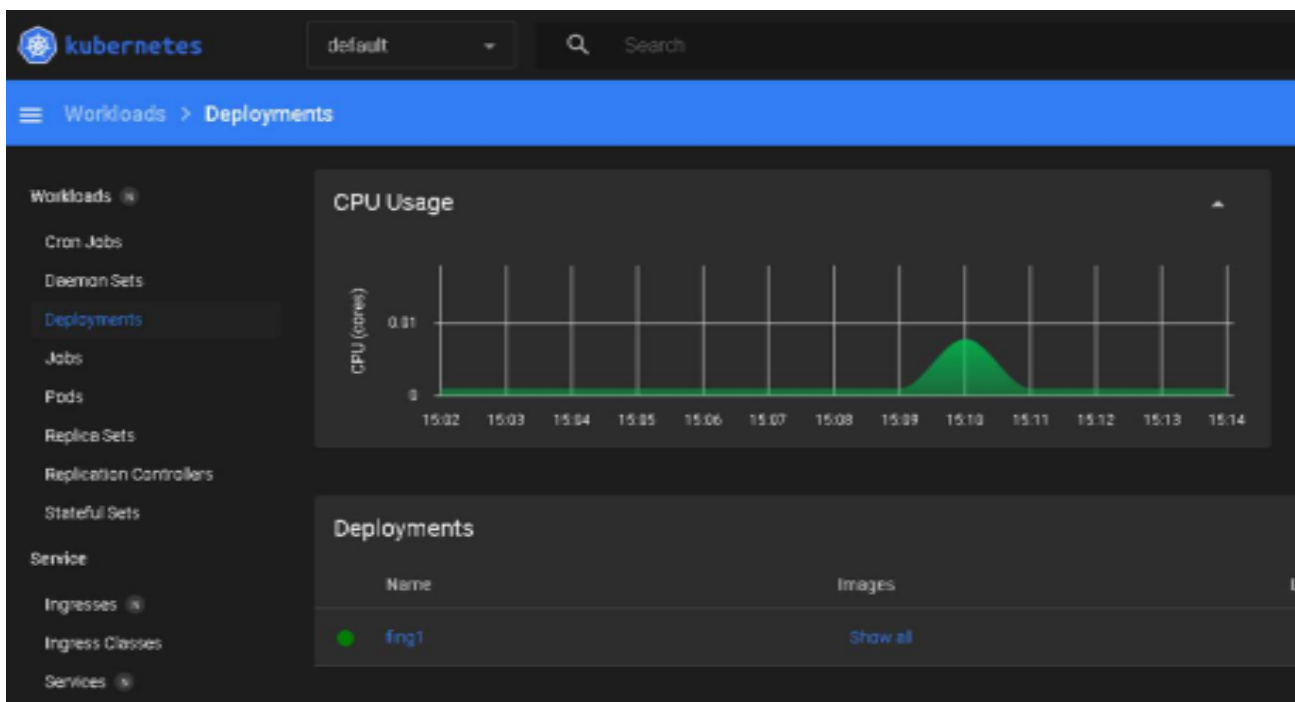 kubernetes default Search
Workloads > Deployments
Workloads N
Cron Jobs
Daemon Sets
Deployments
Jobs
Pods
Replica Sets
Replication Controllers
Stateful Sets
Service
Ingresses N
Ingress Classes
Services N
CPU Usage
CPU (cores)
0.01
0
15:02 15:03 15:04 15:05 15:06 15:07 15:08 15:09 15:10 15:11 15:12 15:13 15:14
Deployments
Name Images
fing1 Show all